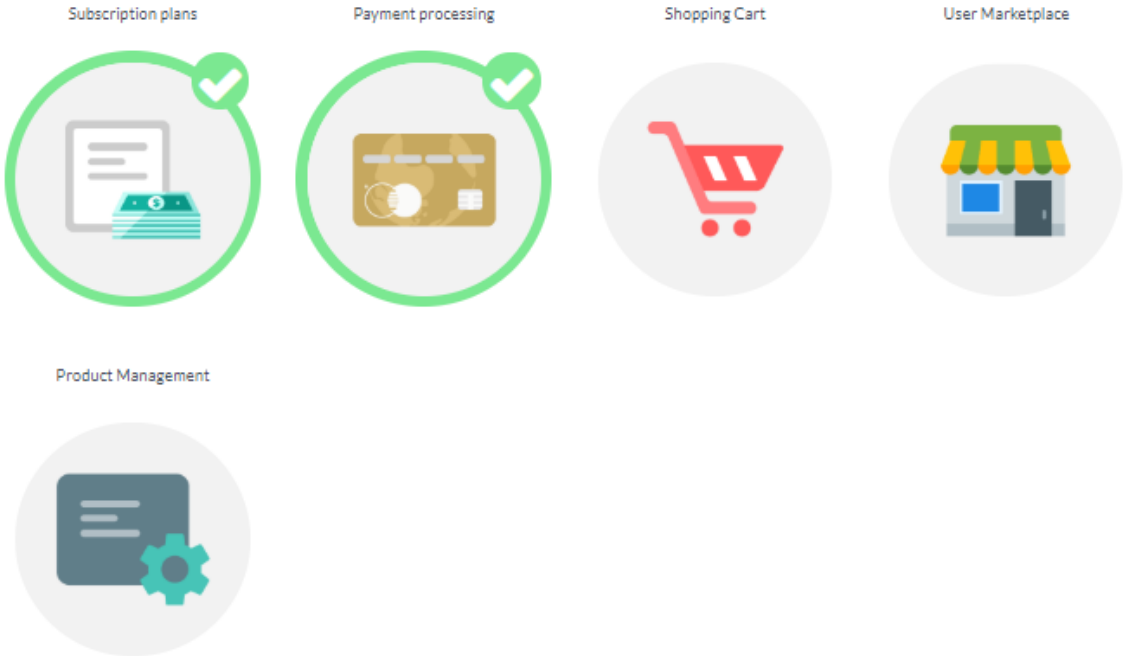 Subscription plans
Payment processing
Shopping Cart
User Marketplace
Product Management